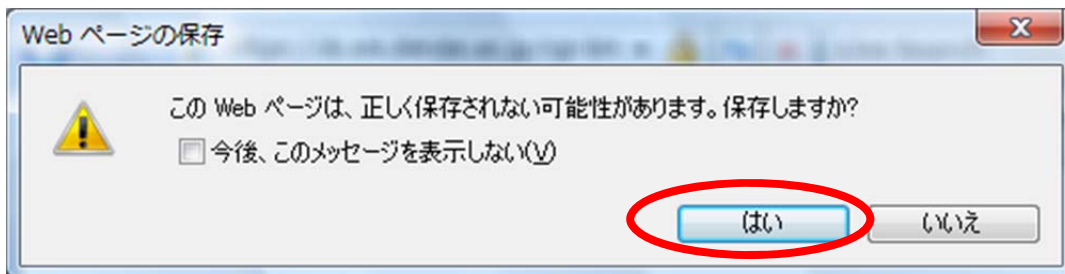 Web ページの保存
この Web ページは、正しく保存されない可能性があります。保存しますか?
今後、このメッセージを表示しない(V)
はい
いいえ